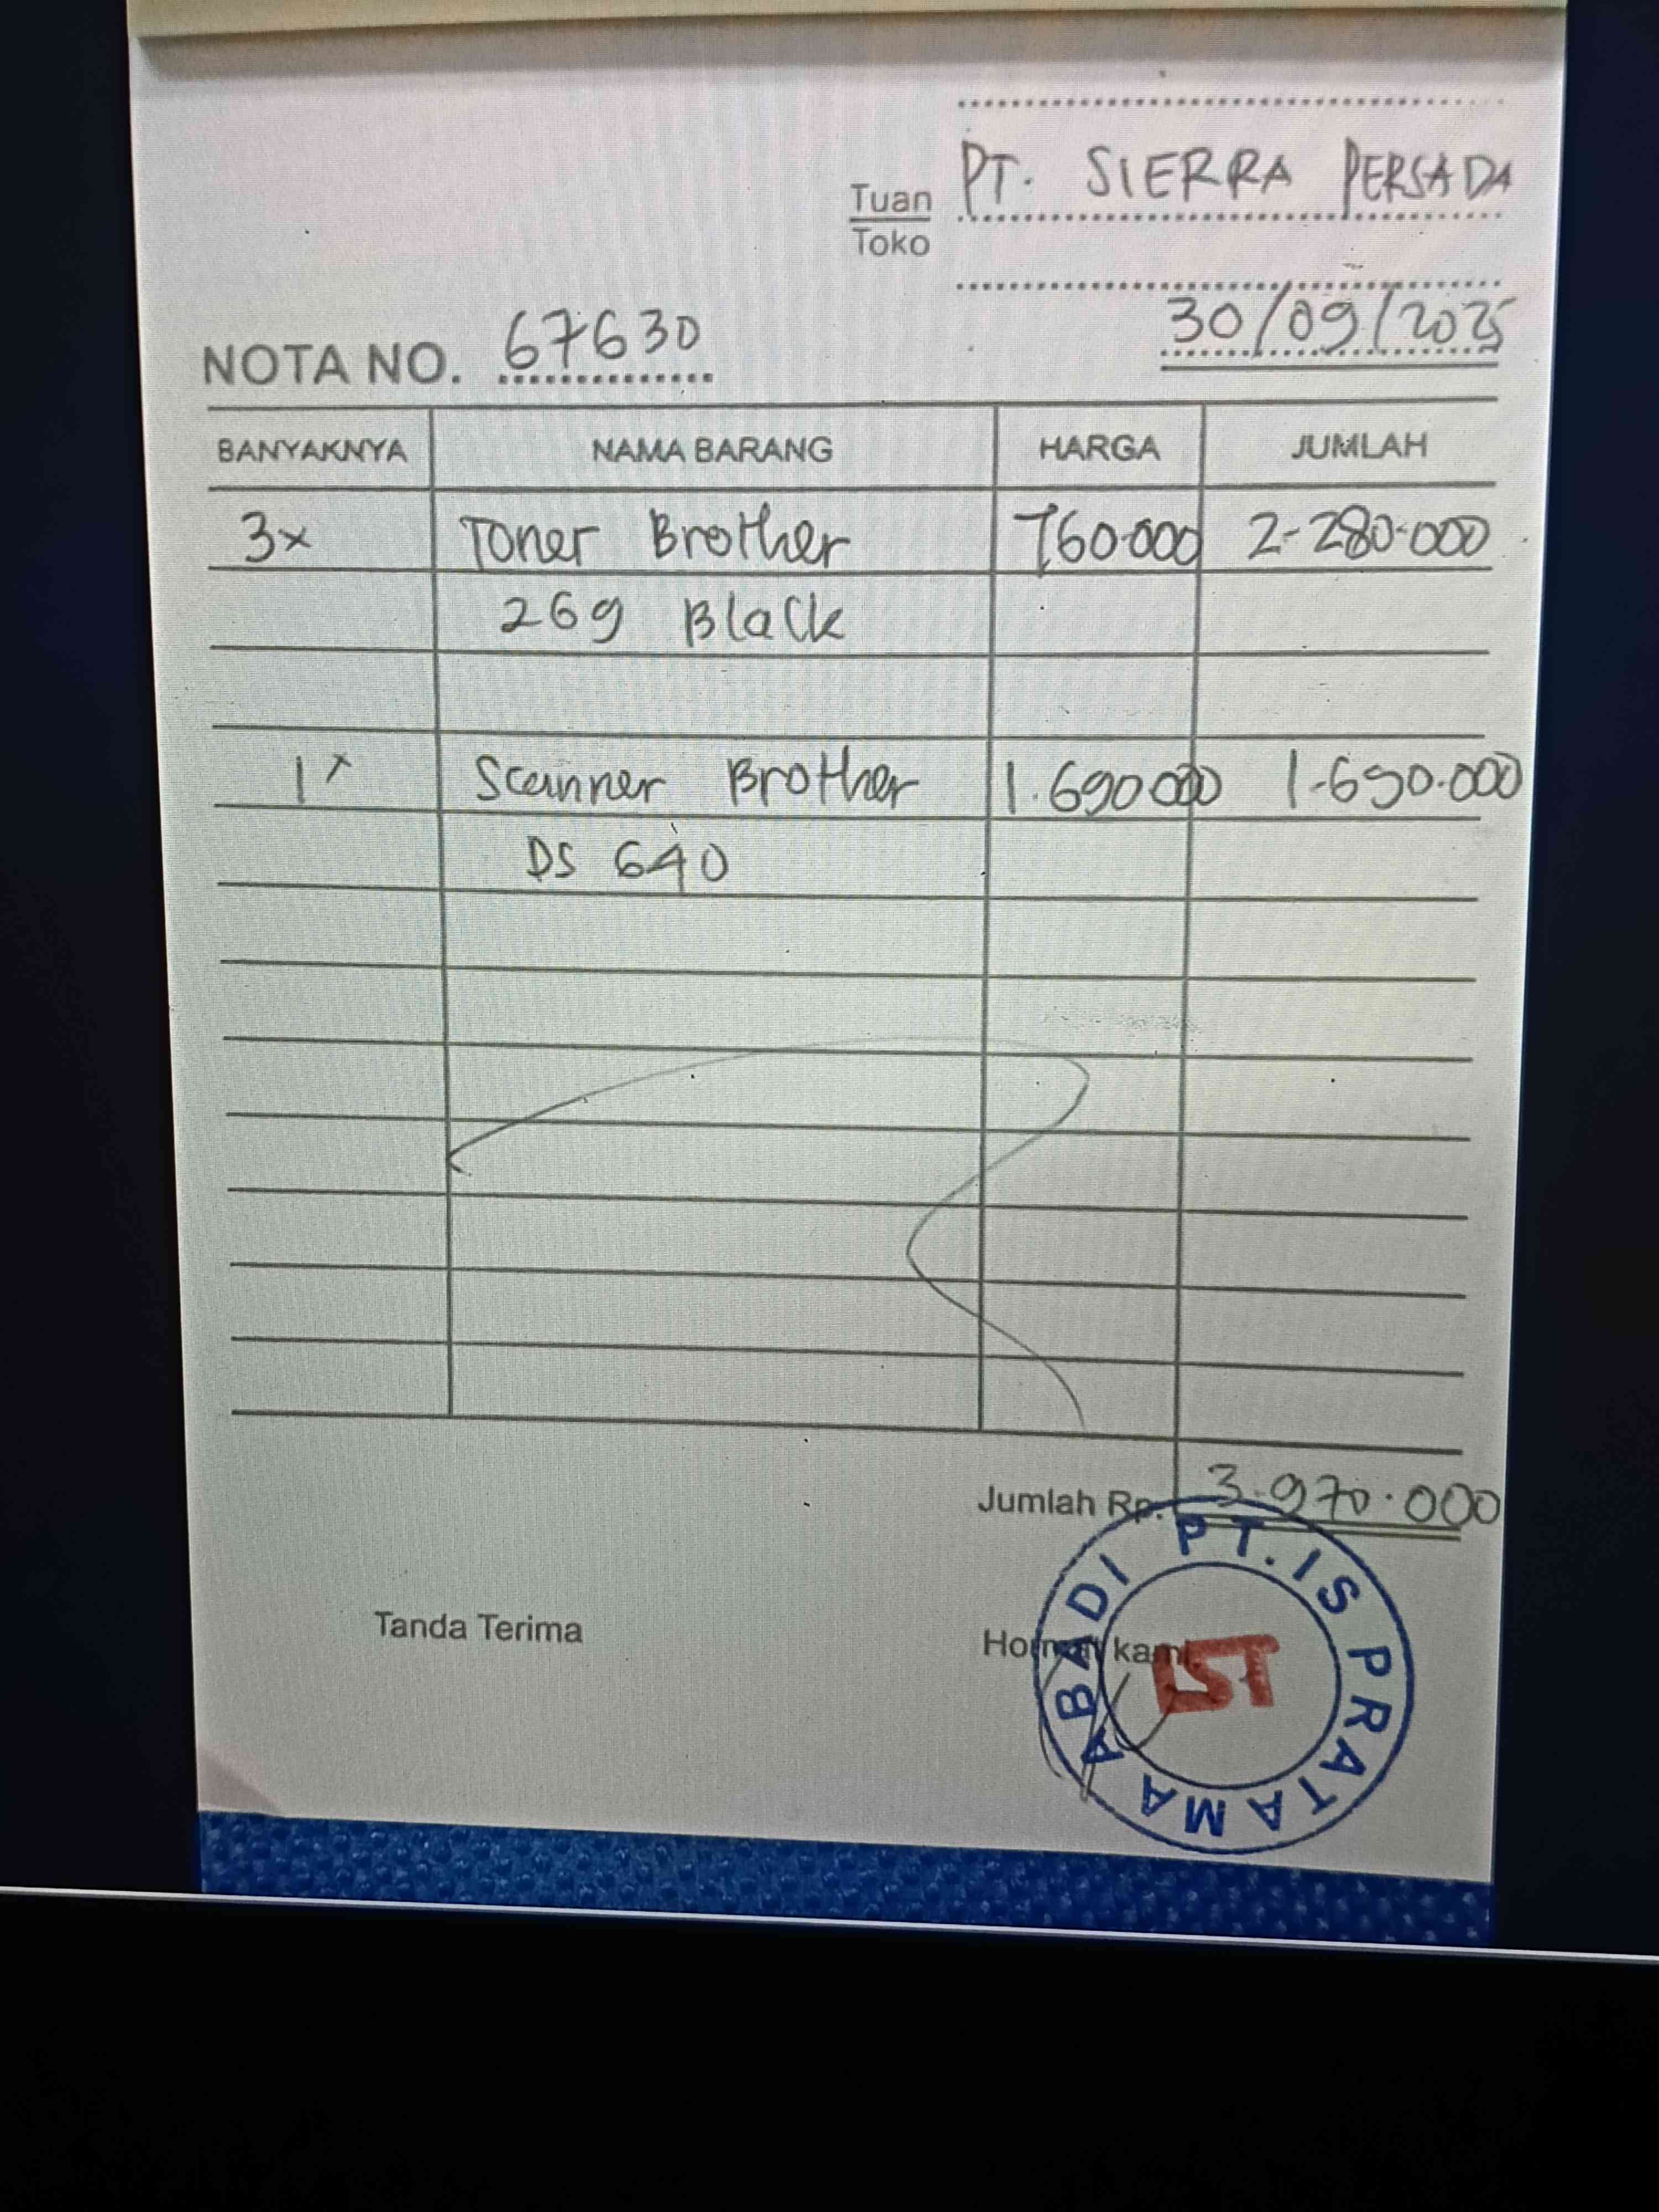 PT. SIERRA PERSADA
Tuan
Toko
30/09/2025
NOTA NO. 67630
BANYAKNYA NAMA BARANG HARGA JUMLAH
3x Toner Brother 760.000 2.280.000
269 Black
1x Scanner Brother 1.690.000 1.690.000
DS 640
Jumlah Rp. 3.970.000
Tanda Terima Hormat kami.
PT. IS PRATAMA ABADI
IST